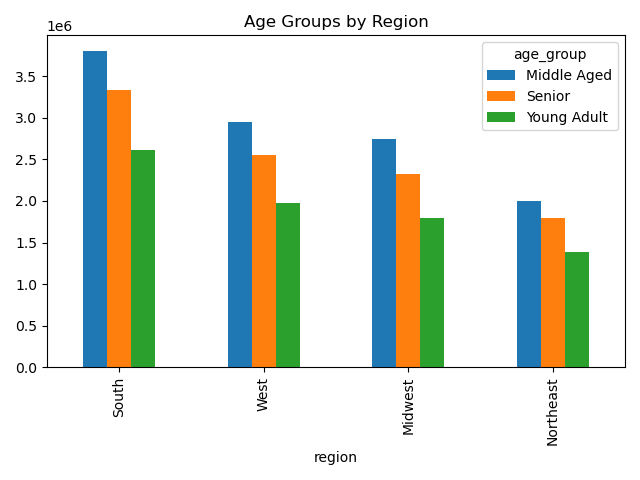 Age Groups by Region
1e6
age_group
Middle Aged
Senior
Young Adult
3.5
3.0
2.5
2.0
1.5
1.0
0.5
0.0
South
West
Midwest
Northeast
region